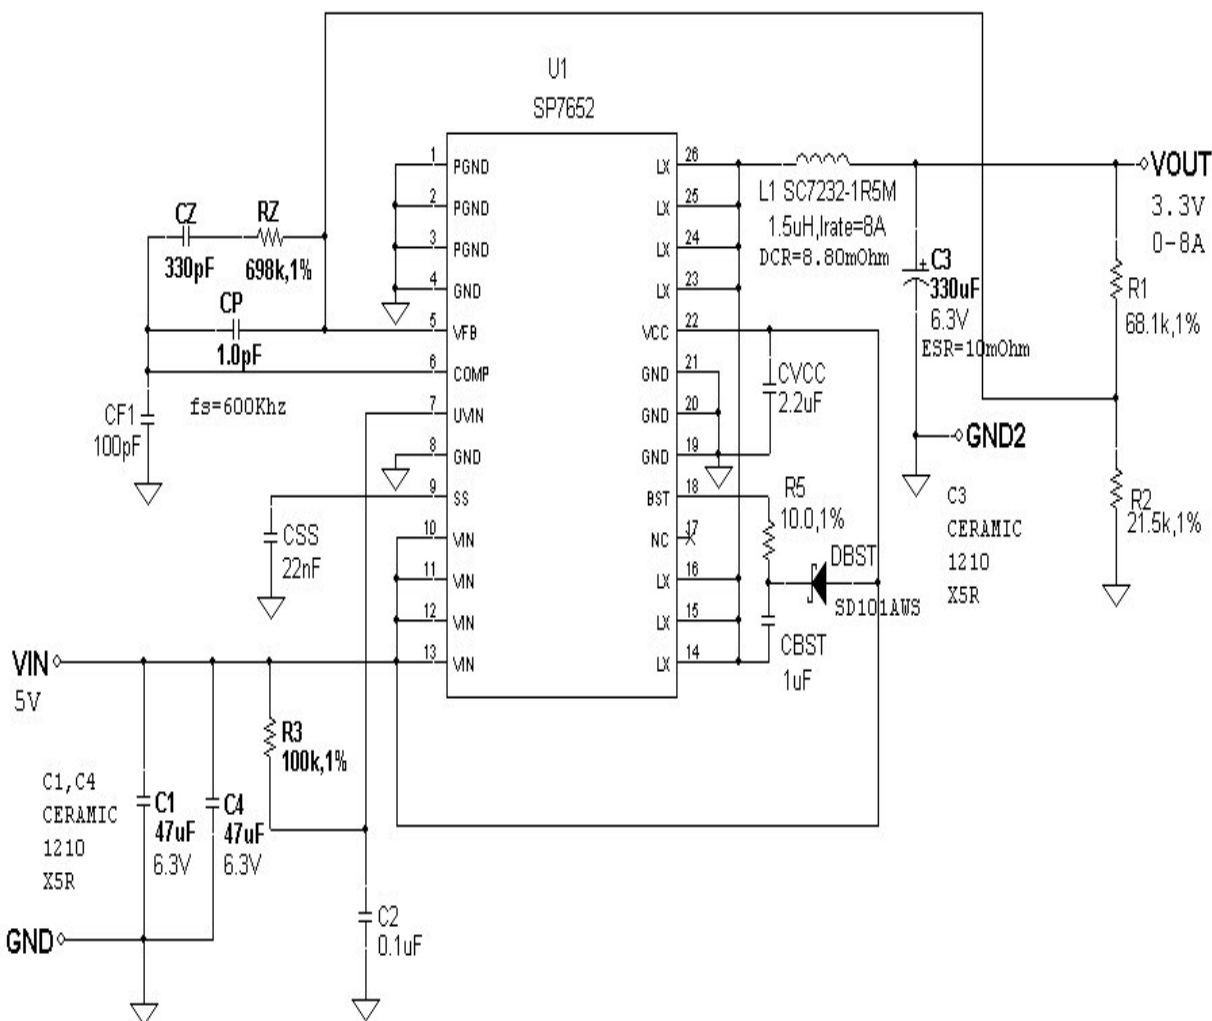 U1
SP7652
1
PGND
2
PGND
3
PGND
4
GND
5
VFB
6
COMP
7
UVIN
8
GND
9
SS
10
VIN
11
VIN
12
VIN
13
VIN
LX
26
LX
25
LX
24
LX
23
VCC
22
GND
21
GND
20
GND
19
BST
18
NC
17
LX
16
LX
15
LX
14
CZ
330pF
RZ
698k,1%
CP
1.0pF
fs=600Khz
CF1
100pF
CSS
22nF
VIN
5V
R3
100k,1%
C1,C4
CERAMIC
1210
X5R
C1
47uF
6.3V
C4
47uF
6.3V
GND
C2
0.1uF
L1 SC7232-1R5M
1.5uH,Irate=8A
DCR=8.80mOhm
VOUT
3.3V
0-8A
+
C3
330uF
6.3V
ESR=10mOhm
R1
68.1k,1%
CVCC
2.2uF
GND2
R5
10.0,1%
DBST
SD101AWS
CBST
1uF
C3
CERAMIC
1210
X5R
R2
21.5k,1%